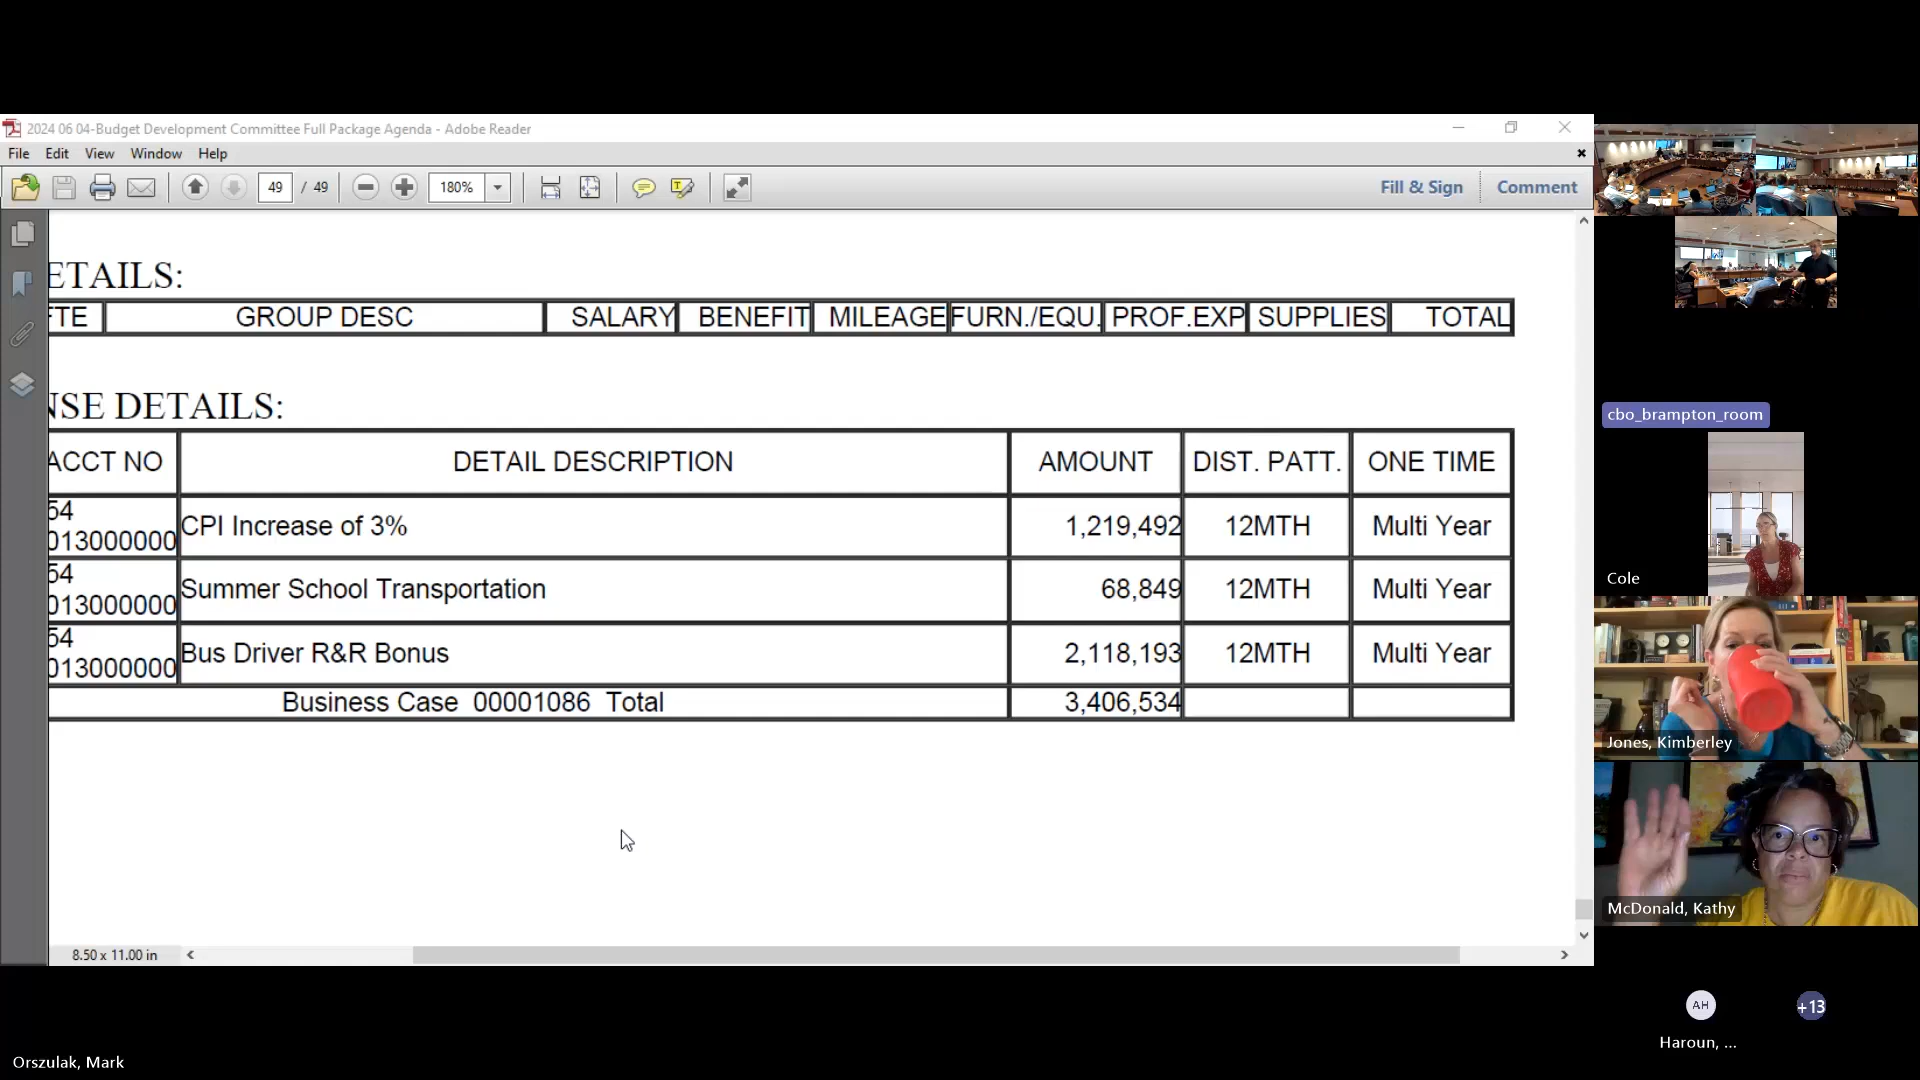 2024 06 04-Budget Development Committee Full Package Agenda - Adobe Reader
File Edit View Window Help
49 / 49 180% Fill & Sign Comment
ETAILS:
FTE GROUP DESC SALARY BENEFIT MILEAGE FURN./EQU. PROF.EXP SUPPLIES TOTAL
NSE DETAILS:
ACCT NO DETAIL DESCRIPTION AMOUNT DIST. PATT. ONE TIME
54
013000000 CPI Increase of 3% 1,219,492 12MTH Multi Year
54
013000000 Summer School Transportation 68,849 12MTH Multi Year
54
013000000 Bus Driver R&R Bonus 2,118,193 12MTH Multi Year
Business Case 00001086 Total 3,406,534
8.50 x 11.00 in
cbo_brampton_room
Cole
Jones, Kimberley
McDonald, Kathy
AH +13
Haroun, ...
Orszulak, Mark